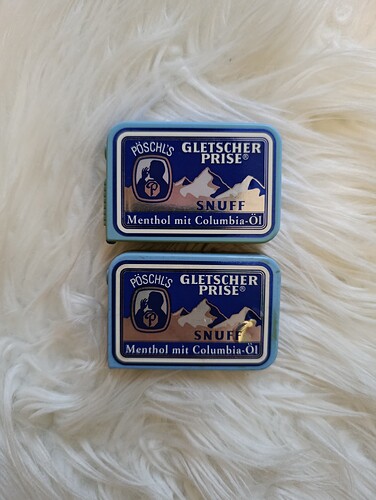 PÖSCHL'S
GLETSCHER
PRISE®
P
SNUFF
Menthol mit Columbia-Öl
PÖSCHL'S
GLETSCHER
PRISE®
P
SNUFF
Menthol mit Columbia-Öl